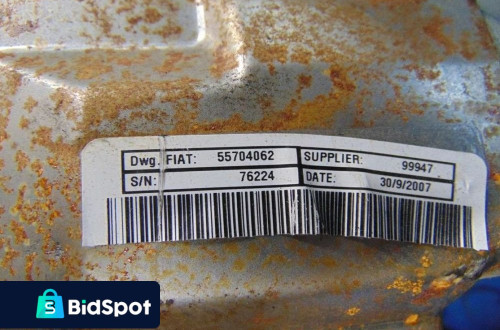 Dwg. FIAT: 55704062 SUPPLIER: 99947
S/N: 76224 DATE: 30/9/2007
S BidSpot